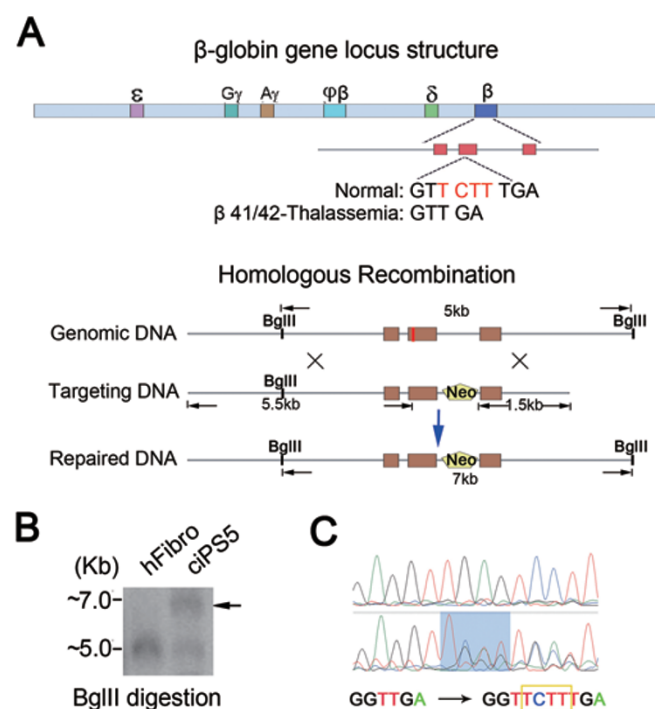 A
β-globin gene locus structure
ε Gγ Aγ φβ δ β
Normal: GTT CTT TGA
β 41/42-Thalassemia: GTT GA
Homologous Recombination
5kb
Genomic DNA BglII BglII
Targeting DNA BglII Neo
5.5kb 1.5kb
Repaired DNA BglII Neo BglII
7kb
B
(Kb) hFibro ciPS5
~7.0
~5.0
BglII digestion
C
GGTTGA → GGTTCTTTGA